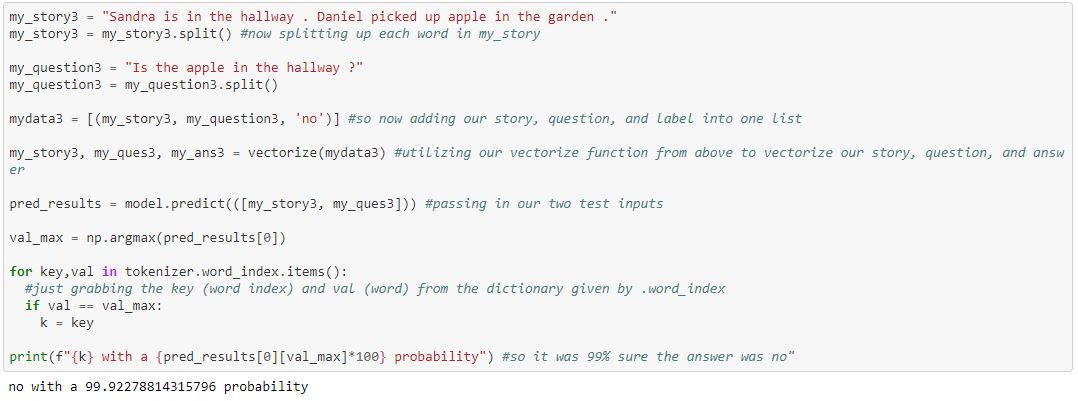 my_story3 = "Sandra is in the hallway . Daniel picked up apple in the garden ."
my_story3 = my_story3.split() #now splitting up each word in my_story
my_question3 = "Is the apple in the hallway ?"
my_question3 = my_question3.split()
mydata3 = [(my_story3, my_question3, 'no')] #so now adding our story, question, and label into one list
my_story3, my_ques3, my_ans3 = vectorize(mydata3) #utilizing our vectorize function from above to vectorize our story, question, and answ
er
pred_results = model.predict(([my_story3, my_ques3])) #passing in our two test inputs
val_max = np.argmax(pred_results[0])
for key,val in tokenizer.word_index.items():
  #just grabbing the key (word index) and val (word) from the dictionary given by .word_index
  if val == val_max:
    k = key
print(f"{k} with a {pred_results[0][val_max]*100} probability") #so it was 99% sure the answer was no"
no with a 99.92278814315796 probability